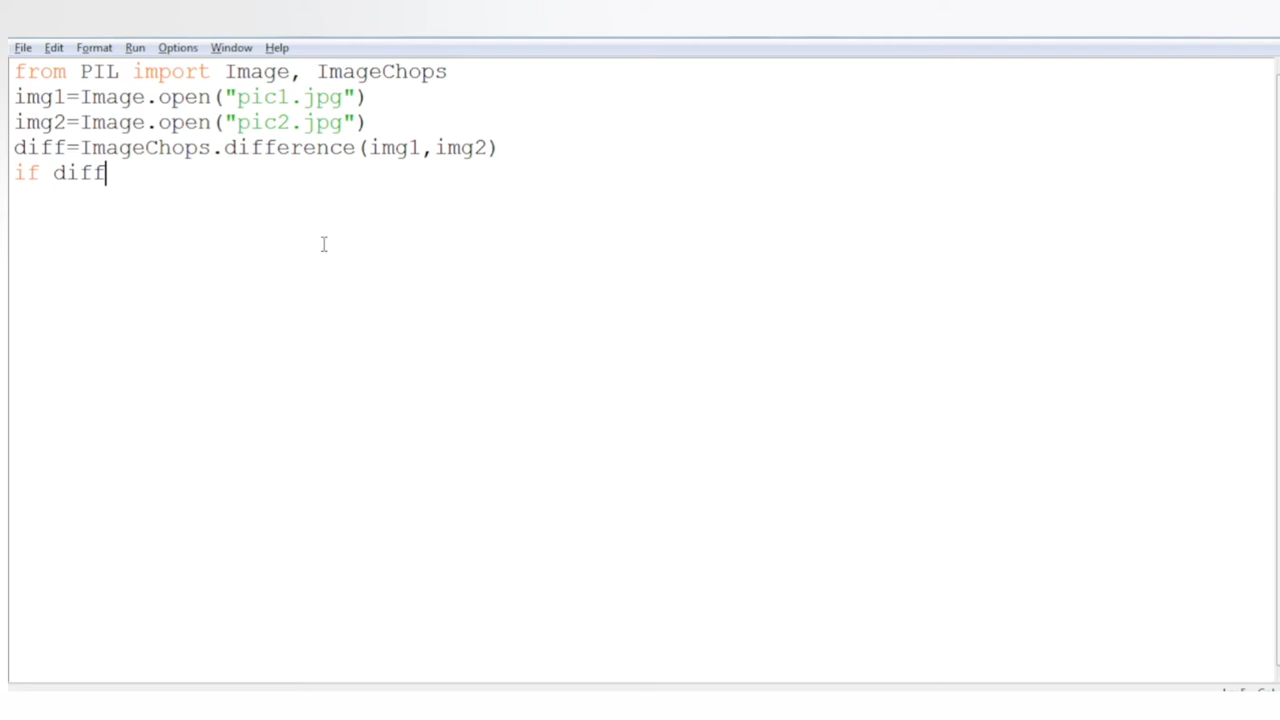 File Edit Format Run Options Window Help
from PIL import Image, ImageChops
img1=Image.open("pic1.jpg")
img2=Image.open("pic2.jpg")
diff=ImageChops.difference(img1,img2)
if diff